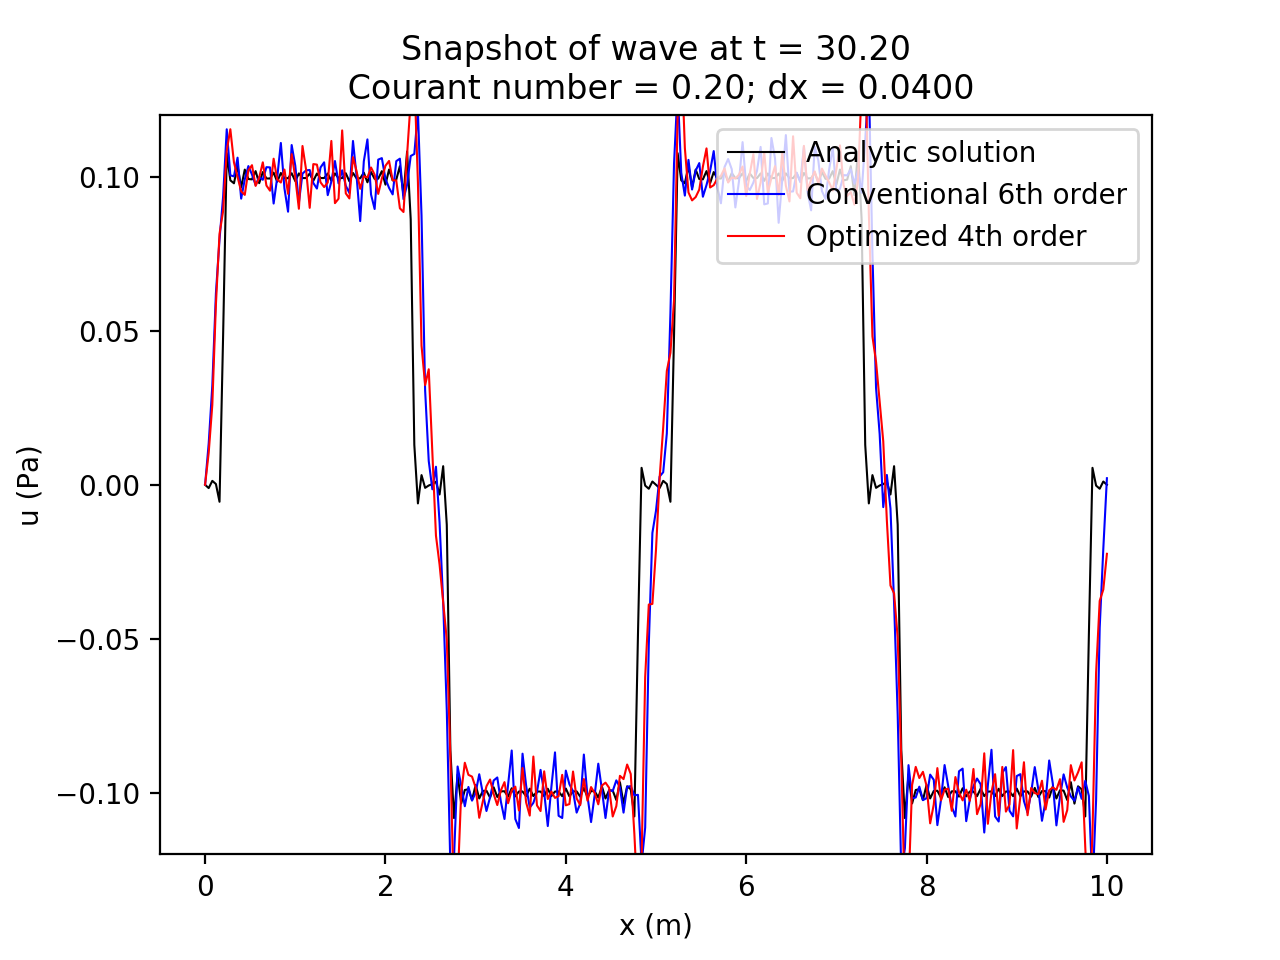 Snapshot of wave at t = 30.20
Courant number = 0.20; dx = 0.0400
Analytic solution
Conventional 6th order
Optimized 4th order
0.10
0.05
0.00
−0.05
−0.10
u (Pa)
0 2 4 6 8 10
x (m)